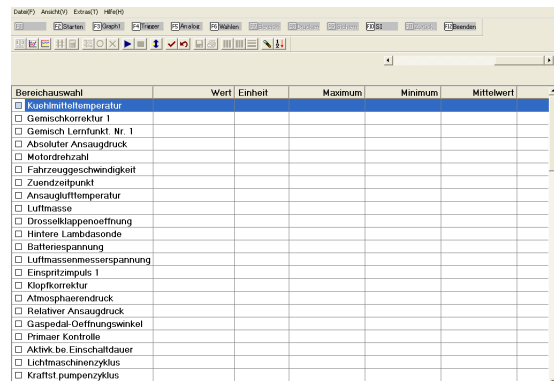 Datei(F) Ansicht(V) Extras(T) Hilfe(H)
F2 Starten F3 Graph1 F4 Trigger F5 Analog F6 Wahlen F10 SI F11 Zurück F12 Beenden
Bereichauswahl Wert Einheit Maximum Minimum Mittelwert
Kuehlmitteltemperatur
Gemischkorrektur 1
Gemisch Lernfunkt. Nr. 1
Absoluter Ansaugdruck
Motordrehzahl
Fahrzeuggeschwindigkeit
Zuendzeitpunkt
Ansauglufttemperatur
Luftmasse
Drosselklappenoeffnung
Hintere Lambdasonde
Batteriespannung
Luftmassenmesserspannung
Einspritzimpuls 1
Klopfkorrektur
Atmosphaerendruck
Relativer Ansaugdruck
Gaspedal-Oeffnungswinkel
Primaer Kontrolle
Aktivk.be.Einschaltdauer
Lichtmaschinenzyklus
Kraftst.pumpenzyklus